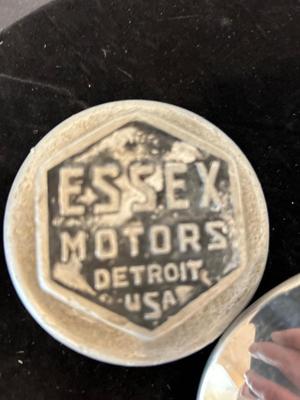 ESSEX
MOTORS
DETROIT,
USA